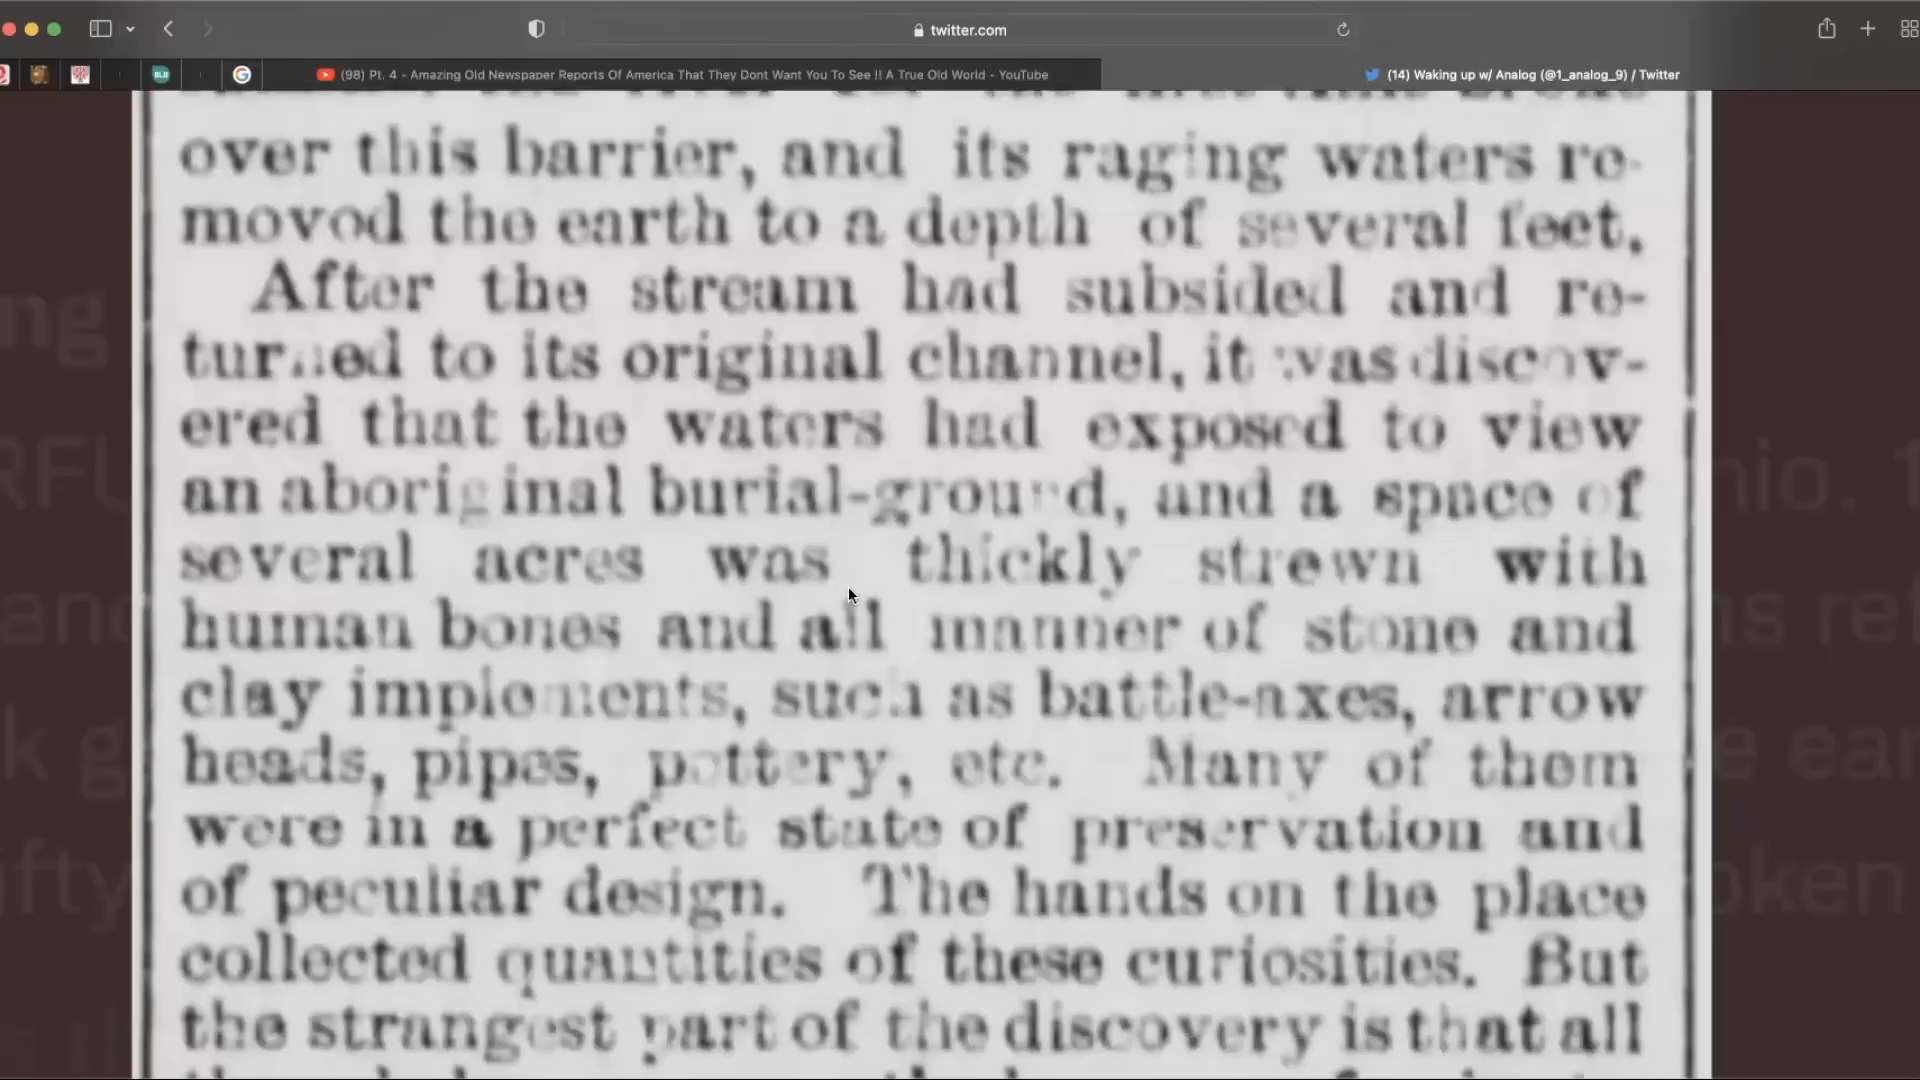 twitter.com
BLB
(98) Pt. 4 - Amazing Old Newspaper Reports Of America That They Dont Want You To See !! A True Old World - YouTube
(14) Waking up w/ Analog (@1_analog_9) / Twitter
over this barrier, and its raging waters re-
moved the earth to a depth of several feet.
After the stream had subsided and re-
turned to its original channel, it was discov-
ered that the waters had exposed to view
an aboriginal burial-ground, and a space of
several acres was thickly strewn with
human bones and all manner of stone and
clay implements, such as battle-axes, arrow
heads, pipes, pottery, etc. Many of them
were in a perfect state of preservation and
of peculiar design. The hands on the place
collected quantities of these curiosities. But
the strangest part of the discovery is that all